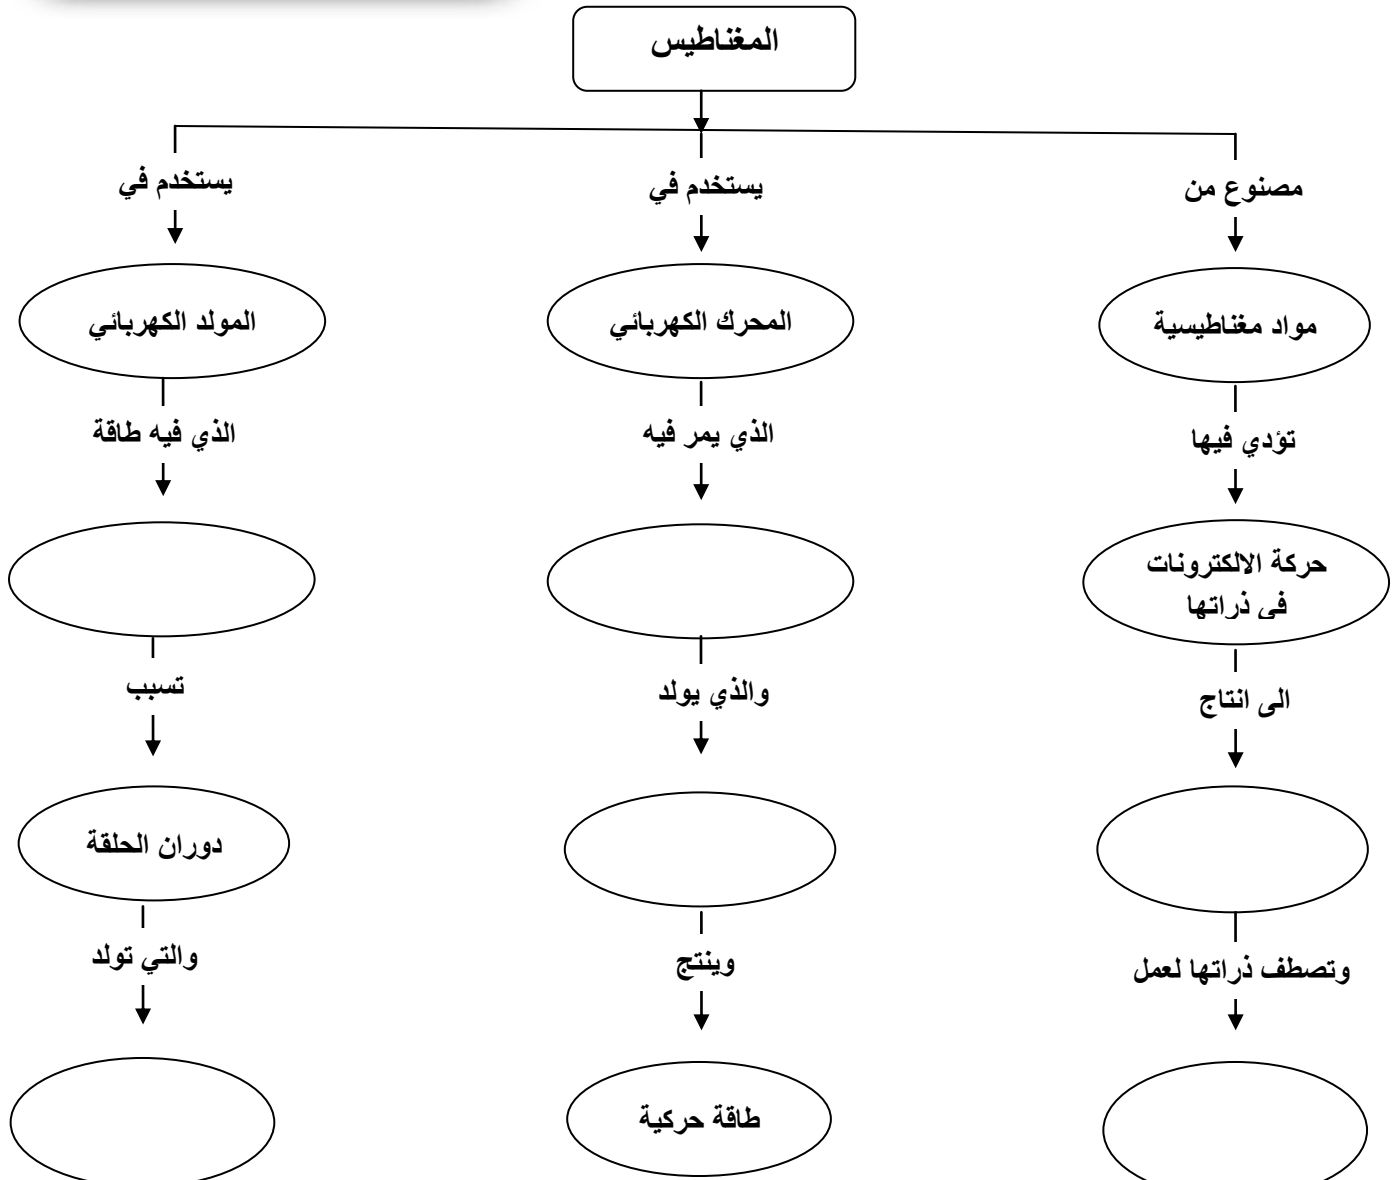 المغناطيس
مصنوع من
يستخدم في
يستخدم في
مواد مغناطيسية
المحرك الكهربائي
المولد الكهربائي
تؤدي فيها
الذي يمر فيه
الذي فيه طاقة
حركة الالكترونات
في ذراتها
الى انتاج
والذي يولد
تسبب
دوران الحلقة
وتصطف ذراتها لعمل
وينتج
والتي تولد
طاقة حركية